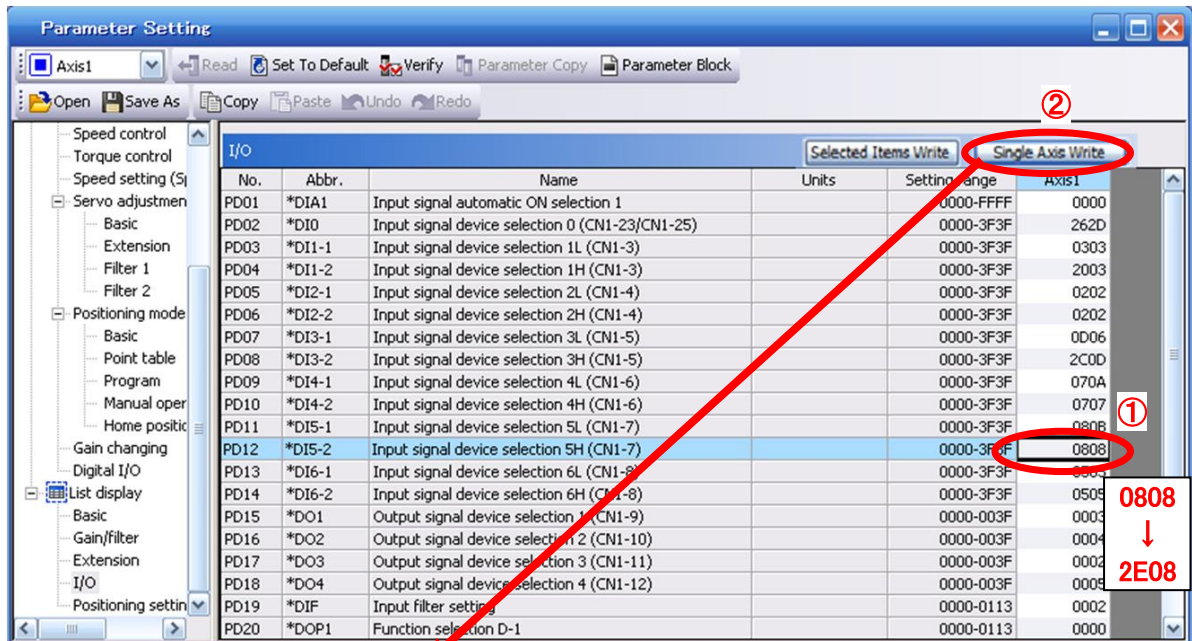 Parameter Setting
Axis1 Read Set To Default Verify Parameter Copy Parameter Block
Open Save As Copy Paste Undo Redo
②
Speed control
Torque control
Speed setting (Sp
Servo adjustmen
Basic
Extension
Filter 1
Filter 2
Positioning mode
Basic
Point table
Program
Manual oper
Home positic
Gain changing
Digital I/O
List display
Basic
Gain/filter
Extension
I/O
Positioning settin
I/O Selected Items Write Single Axis Write
No. Abbr. Name Units Setting range Axis1
PD01 *DIA1 Input signal automatic ON selection 1 0000-FFFF 0000
PD02 *DI0 Input signal device selection 0 (CN1-23/CN1-25) 0000-3F3F 262D
PD03 *DI1-1 Input signal device selection 1L (CN1-3) 0000-3F3F 0303
PD04 *DI1-2 Input signal device selection 1H (CN1-3) 0000-3F3F 2003
PD05 *DI2-1 Input signal device selection 2L (CN1-4) 0000-3F3F 0202
PD06 *DI2-2 Input signal device selection 2H (CN1-4) 0000-3F3F 0202
PD07 *DI3-1 Input signal device selection 3L (CN1-5) 0000-3F3F 0D06
PD08 *DI3-2 Input signal device selection 3H (CN1-5) 0000-3F3F 2C0D
PD09 *DI4-1 Input signal device selection 4L (CN1-6) 0000-3F3F 070A
PD10 *DI4-2 Input signal device selection 4H (CN1-6) 0000-3F3F 0707
①
PD11 *DI5-1 Input signal device selection 5L (CN1-7) 0000-3F3F 080B
PD12 *DI5-2 Input signal device selection 5H (CN1-7) 0000-3F3F 0808
PD13 *DI6-1 Input signal device selection 6L (CN1-8) 0000-3F3F
PD14 *DI6-2 Input signal device selection 6H (CN1-8) 0000-3F3F 0505
PD15 *DO1 Output signal device selection 1 (CN1-9) 0000-003F 0003
PD16 *DO2 Output signal device selection 2 (CN1-10) 0000-003F 0004
PD17 *DO3 Output signal device selection 3 (CN1-11) 0000-003F 0002
PD18 *DO4 Output signal device selection 4 (CN1-12) 0000-003F 0005
PD19 *DIF Input filter setting 0000-0113 0002
PD20 *DOP1 Function selection D-1 0000-0113 0000
0808
↓
2E08